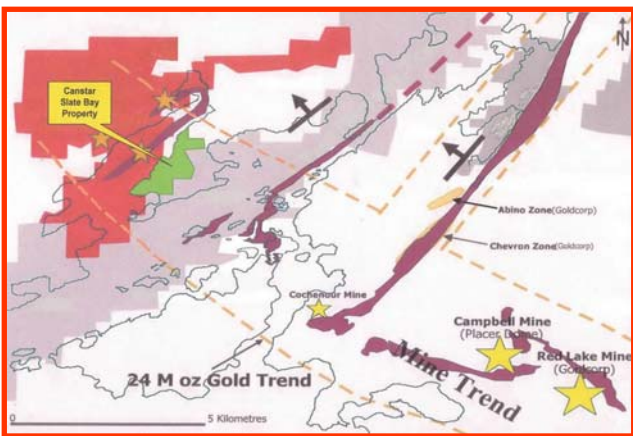 N
Canstar
Slate Bay
Property
Abino Zone(Goldcorp)
Chevron Zone(Goldcorp)
Cochenour Mine
Campbell Mine
(Placer Dome)
Red Lake Mine
(Goldcorp)
Mine Trend
24 M oz Gold Trend
0 5 Kilometres